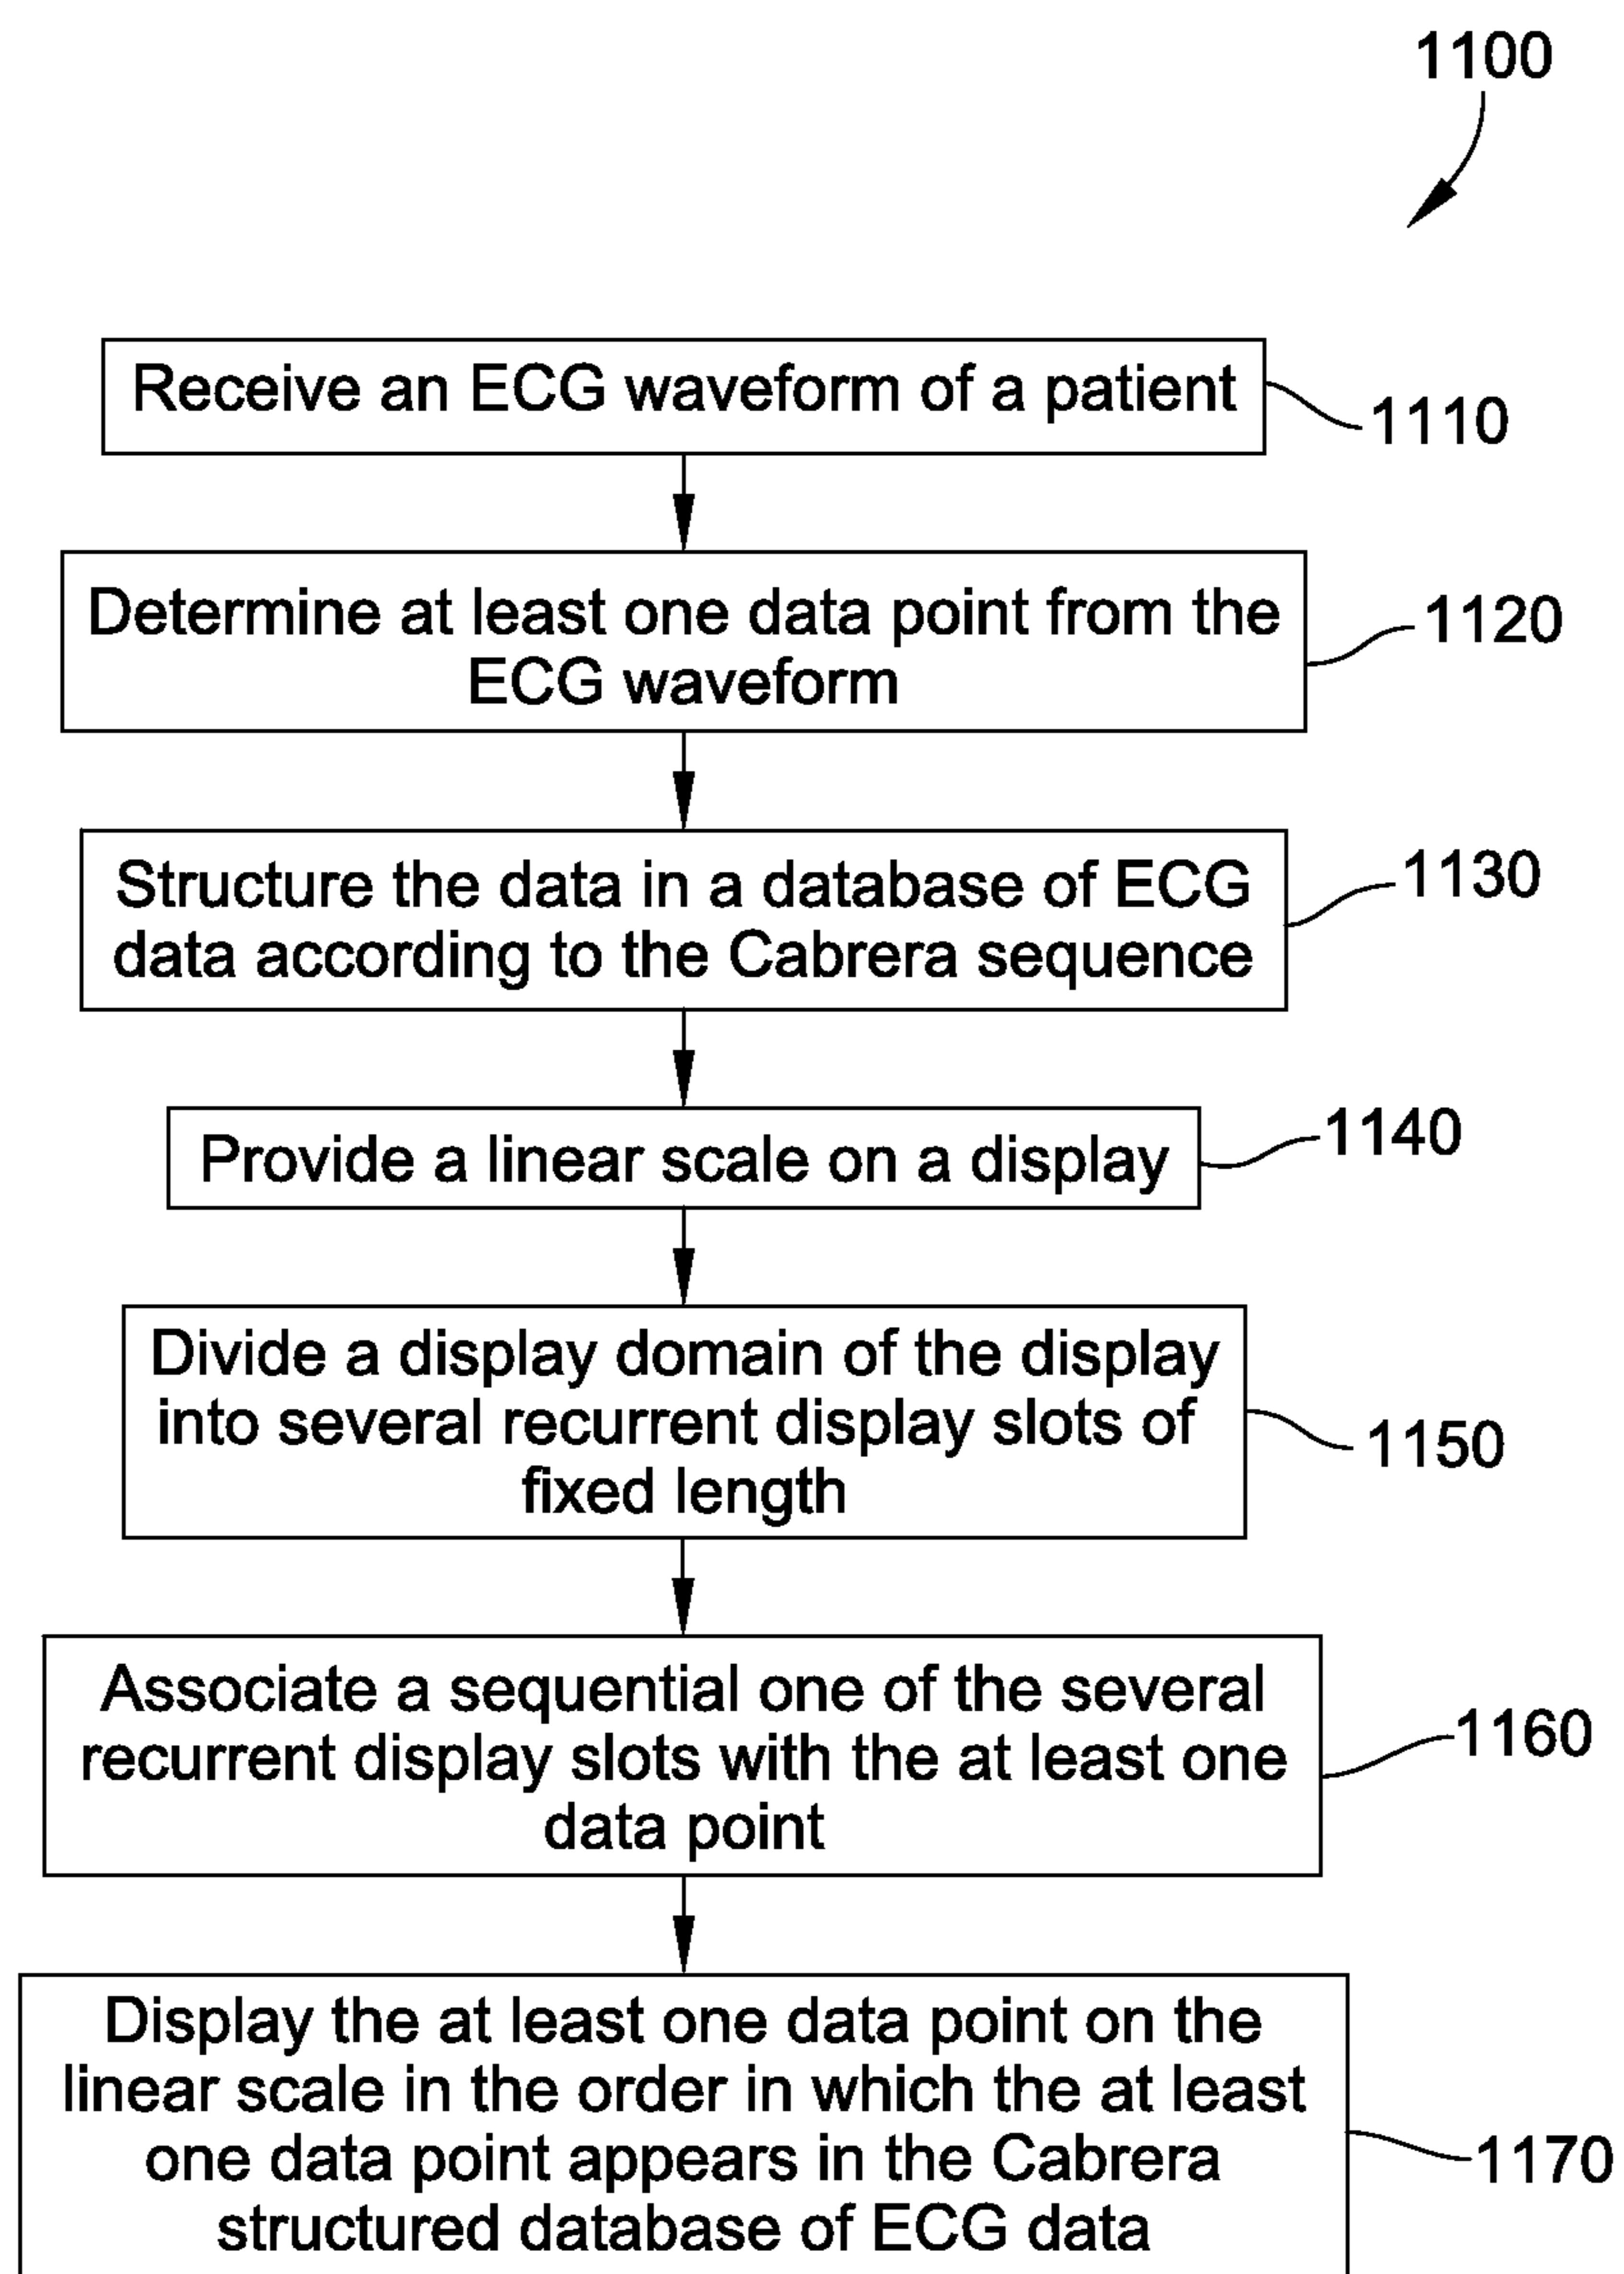 1100
Receive an ECG waveform of a patient
1110
Determine at least one data point from the
ECG waveform
1120
Structure the data in a database of ECG
data according to the Cabrera sequence
1130
Provide a linear scale on a display
1140
Divide a display domain of the display
into several recurrent display slots of
fixed length
1150
Associate a sequential one of the several
recurrent display slots with the at least one
data point
1160
Display the at least one data point on the
linear scale in the order in which the at least
one data point appears in the Cabrera
structured database of ECG data
1170